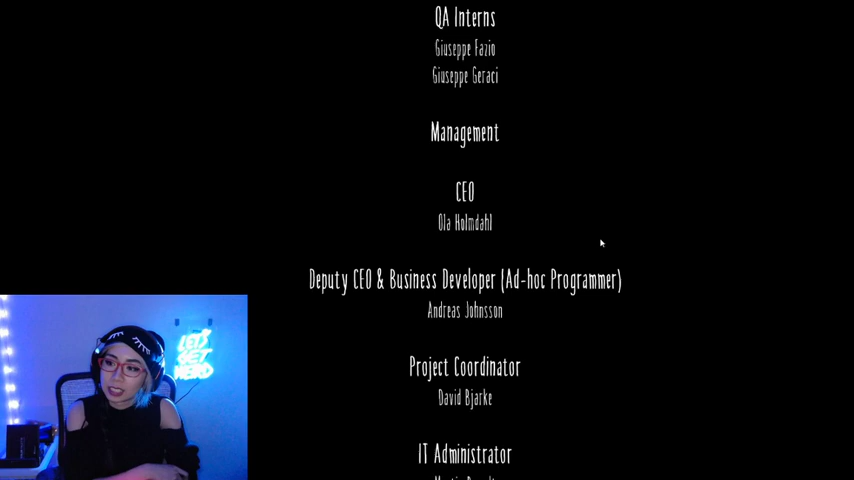 QA Interns
Giuseppe Fazio
Giuseppe Geraci
Management
CEO
Ola Holmdahl
Deputy CEO & Business Developer (Ad-hoc Programmer)
Andreas Johnsson
Project Coordinator
David Bjarke
IT Administrator
LET'S
GET
WEIRD